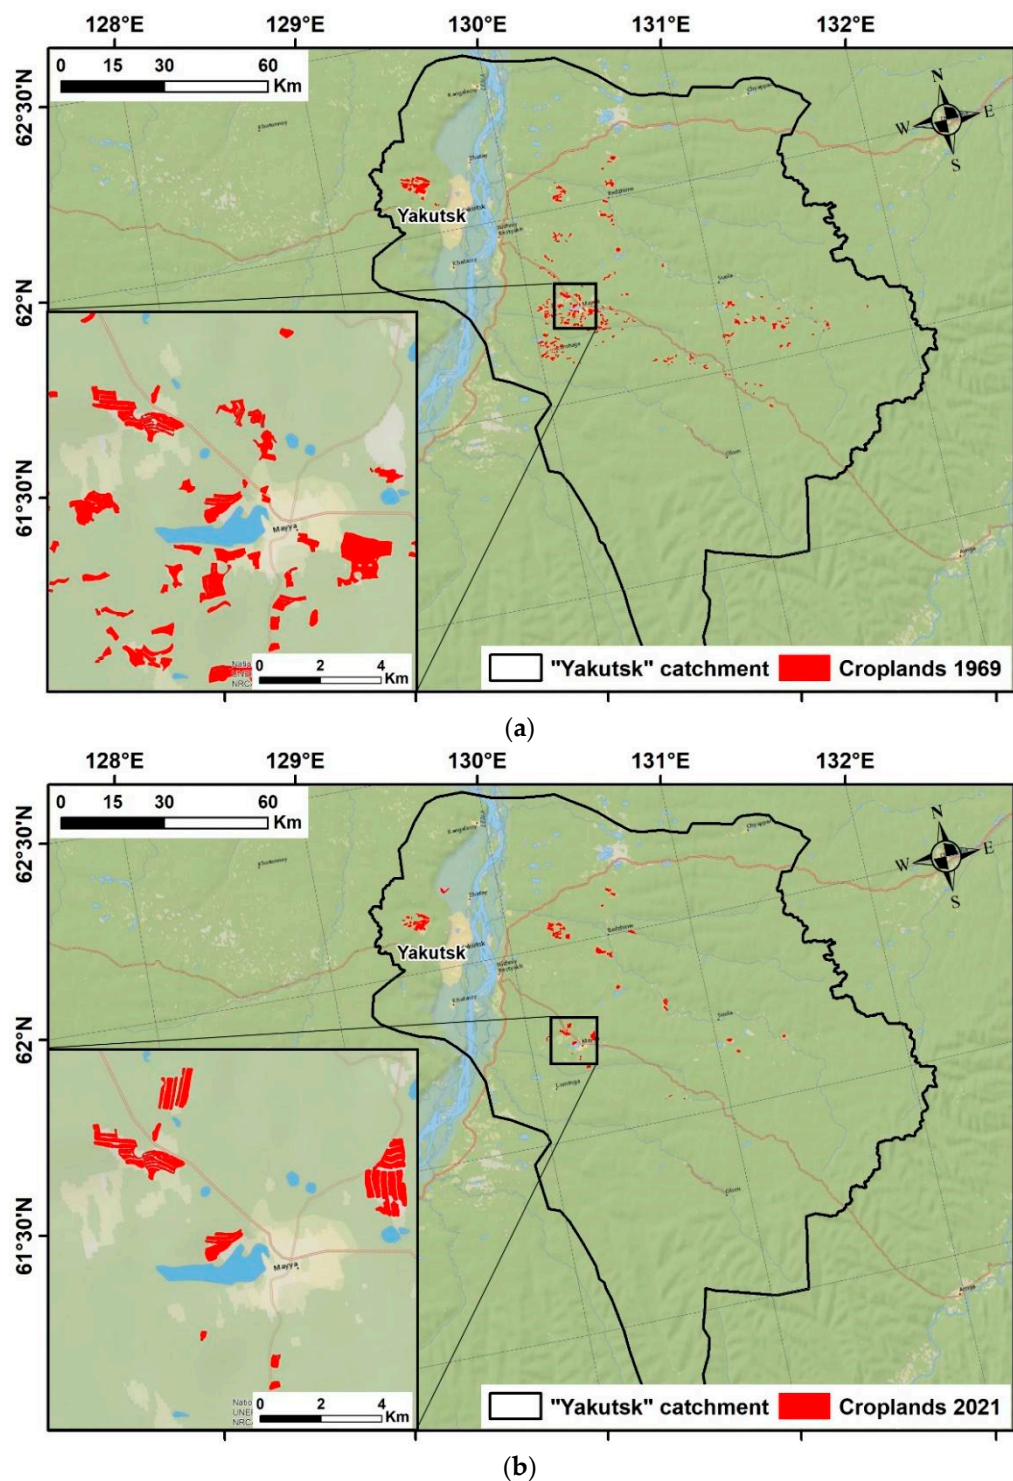 128°E 129°E 130°E 131°E 132°E
0 15 30 60
Km
62°30'N
62°N
61°30'N
N
W E
S
Yakutsk
Mayya
0 2 4
Km
"Yakutsk" catchment Croplands 1969
(a)
128°E 129°E 130°E 131°E 132°E
0 15 30 60
Km
62°30'N
62°N
61°30'N
N
W E
S
Yakutsk
Mayya
0 2 4
Km
"Yakutsk" catchment Croplands 2021
(b)